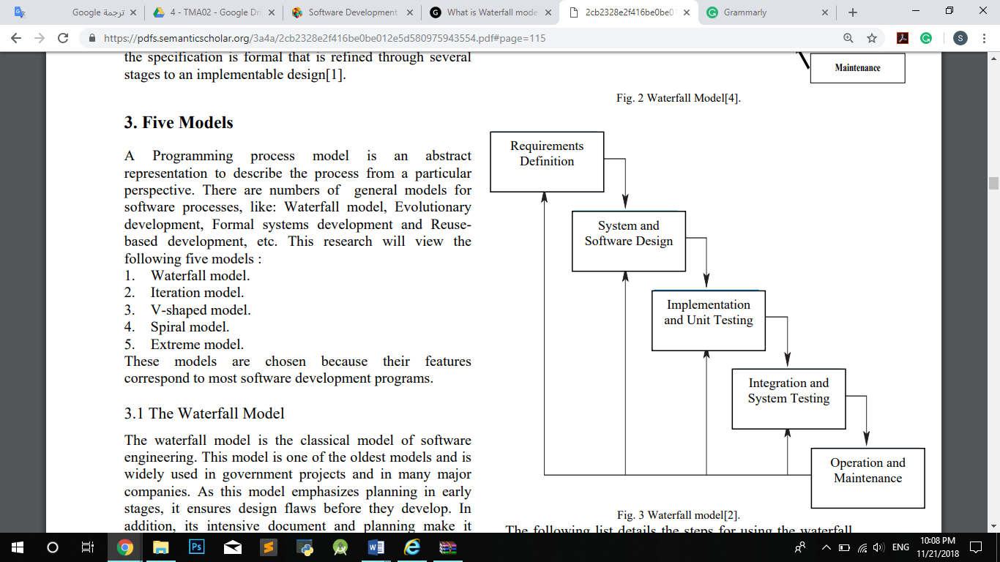 Google ترجمة
4 - TMA02 - Google Dri
Software Development
What is Waterfall mode
2cb2328e2f416be0be01
Grammarly
https://pdfs.semanticscholar.org/3a4a/2cb2328e2f416be0be012e5d580975943554.pdf#page=115
S
the specification is formal that is refined through several
stages to an implementable design[1].
3. Five Models
A Programming process model is an abstract
representation to describe the process from a particular
perspective. There are numbers of general models for
software processes, like: Waterfall model, Evolutionary
development, Formal systems development and Reuse-
based development, etc. This research will view the
following five models :
1. Waterfall model.
2. Iteration model.
3. V-shaped model.
4. Spiral model.
5. Extreme model.
These models are chosen because their features
correspond to most software development programs.
3.1 The Waterfall Model
The waterfall model is the classical model of software
engineering. This model is one of the oldest models and is
widely used in government projects and in many major
companies. As this model emphasizes planning in early
stages, it ensures design flaws before they develop. In
addition, its intensive document and planning make it
Maintenance
Fig. 2 Waterfall Model[4].
Requirements
Definition
System and
Software Design
Implementation
and Unit Testing
Integration and
System Testing
Operation and
Maintenance
Fig. 3 Waterfall model[2].
The following list details the steps for using the waterfall
Ps
ENG
10:08 PM
11/21/2018